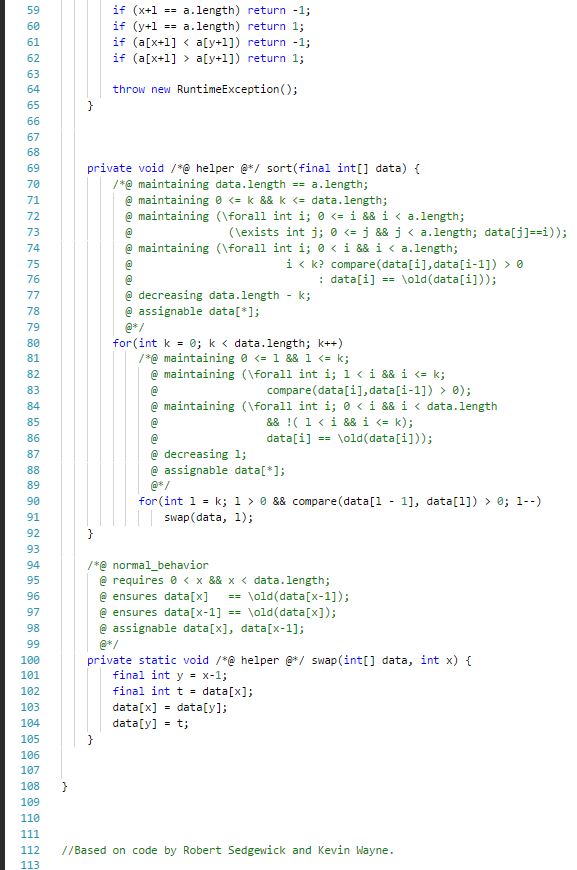 59 if (x+l == a.length) return -1;
60 if (y+l == a.length) return 1;
61 if (a[x+l] < a[y+l]) return -1;
62 if (a[x+l] > a[y+l]) return 1;
63
64 throw new RuntimeException();
65 }
66
67
68
69 private void /*@ helper @*/ sort(final int[] data) {
70 /*@ maintaining data.length == a.length;
71 @ maintaining 0 <= k && k <= data.length;
72 @ maintaining (\forall int i; 0 <= i && i < a.length;
73 @ (\exists int j; 0 <= j && j < a.length; data[j]==i));
74 @ maintaining (\forall int i; 0 < i && i < a.length;
75 @ i < k? compare(data[i],data[i-1]) > 0
76 @ : data[i] == \old(data[i]));
77 @ decreasing data.length - k;
78 @ assignable data[*];
79 @*/
80 for(int k = 0; k < data.length; k++)
81 /*@ maintaining 0 <= l && l <= k;
82 @ maintaining (\forall int i; l < i && i <= k;
83 @ compare(data[i],data[i-1]) > 0);
84 @ maintaining (\forall int i; 0 < i && i < data.length
85 @ && !( l < i && i <= k);
86 @ data[i] == \old(data[i]));
87 @ decreasing l;
88 @ assignable data[*];
89 @*/
90 for(int l = k; l > 0 && compare(data[l - 1], data[l]) > 0; l--)
91 swap(data, l);
92 }
93
94 /*@ normal_behavior
95 @ requires 0 < x && x < data.length;
96 @ ensures data[x] == \old(data[x-1]);
97 @ ensures data[x-1] == \old(data[x]);
98 @ assignable data[x], data[x-1];
99 @*/
100 private static void /*@ helper @*/ swap(int[] data, int x) {
101 final int y = x-1;
102 final int t = data[x];
103 data[x] = data[y];
104 data[y] = t;
105 }
106
107
108 }
109
110
111
112 //Based on code by Robert Sedgewick and Kevin Wayne.
113